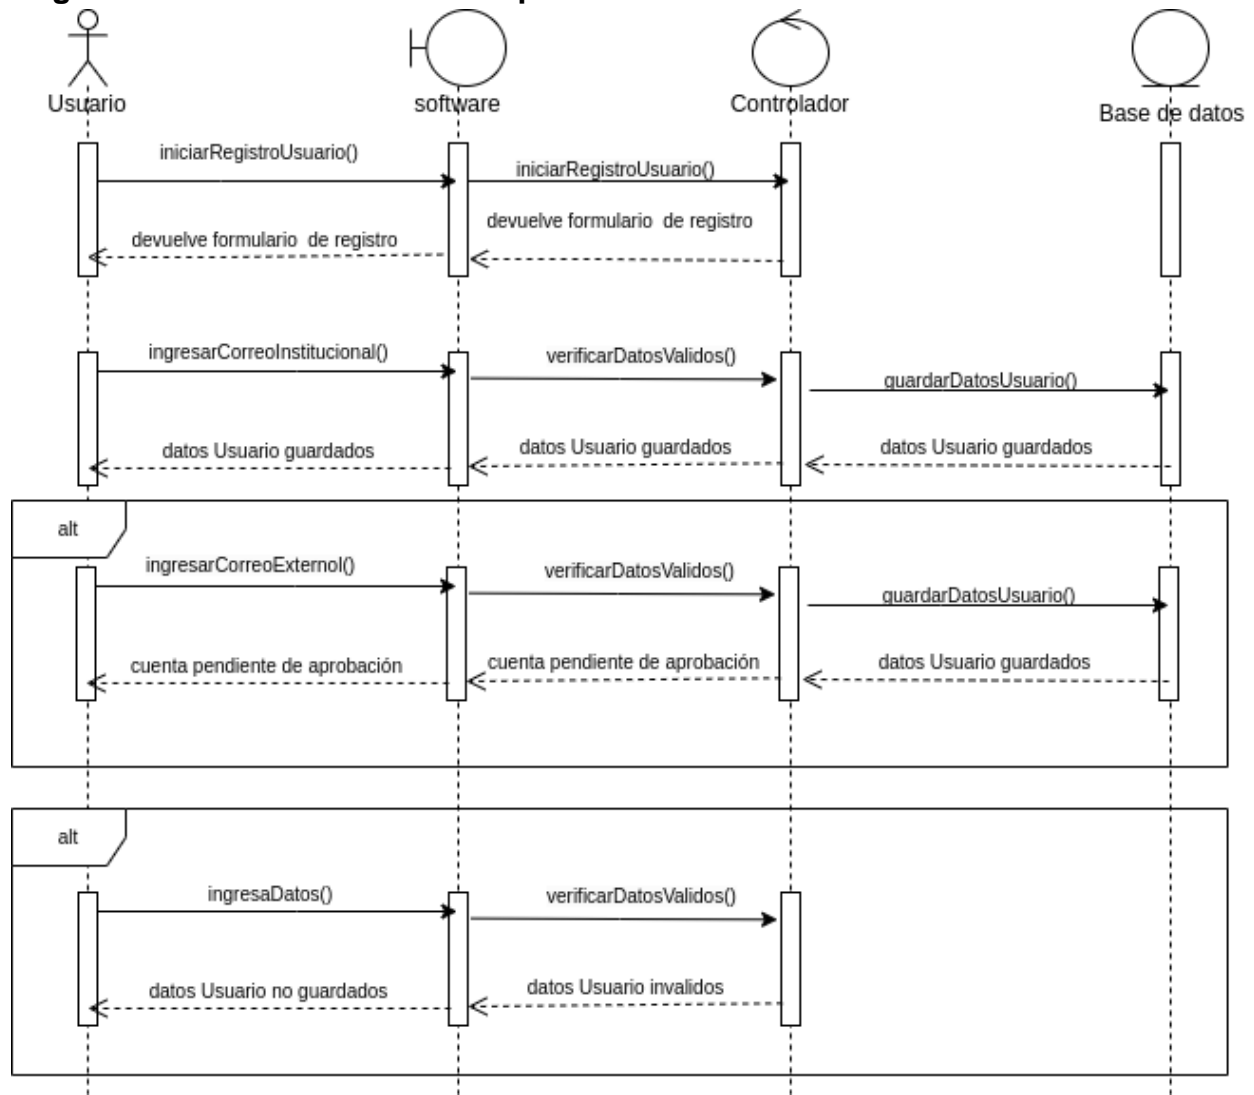 Usuario
software
Controlador
Base de datos
iniciarRegistroUsuario()
iniciarRegistroUsuario()
devuelve formulario de registro
devuelve formulario de registro
ingresarCorreoInstitucional()
verificarDatosValidos()
guardarDatosUsuario()
datos Usuario guardados
datos Usuario guardados
datos Usuario guardados
alt
ingresarCorreoExternol()
verificarDatosValidos()
guardarDatosUsuario()
cuenta pendiente de aprobación
cuenta pendiente de aprobación
datos Usuario guardados
alt
ingresaDatos()
verificarDatosValidos()
datos Usuario no guardados
datos Usuario invalidos